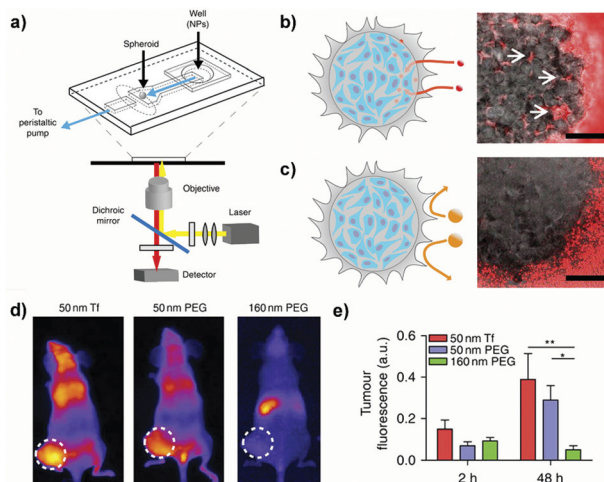 a)
Well
(NPs)
Spheroid
To
peristaltic
pump
Objective
Dichroic
mirror
Laser
Detector
b)
c)
d)
50 nm Tf
50 nm PEG
160 nm PEG
e)
50 nm Tf
50 nm PEG
160 nm PEG
**
*
Tumour
fluorescence (a.u.)
0.6
0.4
0.2
0.0
2 h
48 h